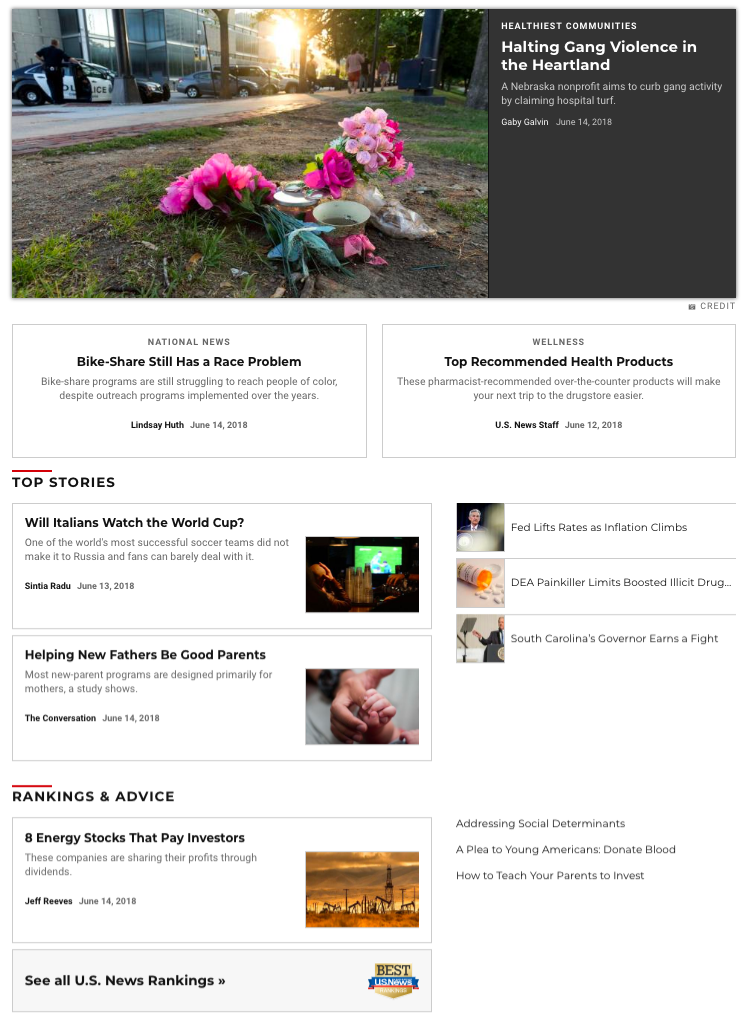 HEALTHIEST COMMUNITIES
Halting Gang Violence in
the Heartland
A Nebraska nonprofit aims to curb gang activity
by claiming hospital turf.
Gaby Galvin June 14, 2018
POLICE
CREDIT
NATIONAL NEWS
Bike-Share Still Has a Race Problem
Bike-share programs are still struggling to reach people of color,
despite outreach programs implemented over the years.
Lindsay Huth June 14, 2018
WELLNESS
Top Recommended Health Products
These pharmacist-recommended over-the-counter products will make
your next trip to the drugstore easier.
U.S. News Staff June 12, 2018
TOP STORIES
Will Italians Watch the World Cup?
One of the world's most successful soccer teams did not
make it to Russia and fans can barely deal with it.
Sintia Radu June 13, 2018
Helping New Fathers Be Good Parents
Most new-parent programs are designed primarily for
mothers, a study shows.
The Conversation June 14, 2018
Fed Lifts Rates as Inflation Climbs
DEA Painkiller Limits Boosted Illicit Drug...
South Carolina's Governor Earns a Fight
RANKINGS & ADVICE
8 Energy Stocks That Pay Investors
These companies are sharing their profits through
dividends.
Jeff Reeves June 14, 2018
See all U.S. News Rankings »
BEST
U.S.News
RANKINGS
Addressing Social Determinants
A Plea to Young Americans: Donate Blood
How to Teach Your Parents to Invest